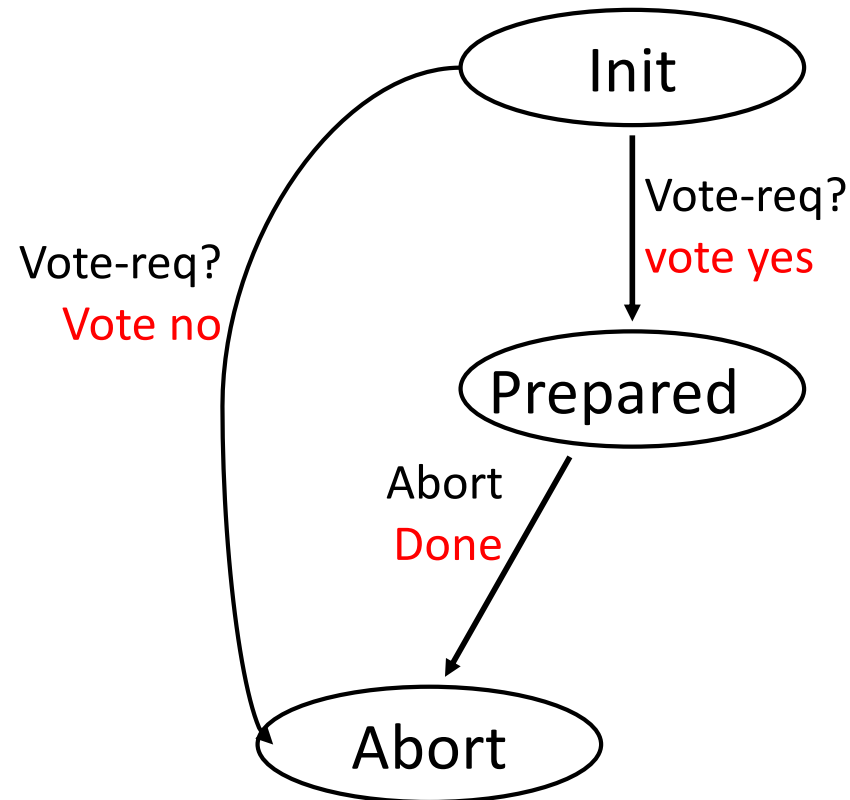 Init
Vote-req?
vote yes
Vote-req?
Vote no
Prepared
Abort
Done
Abort